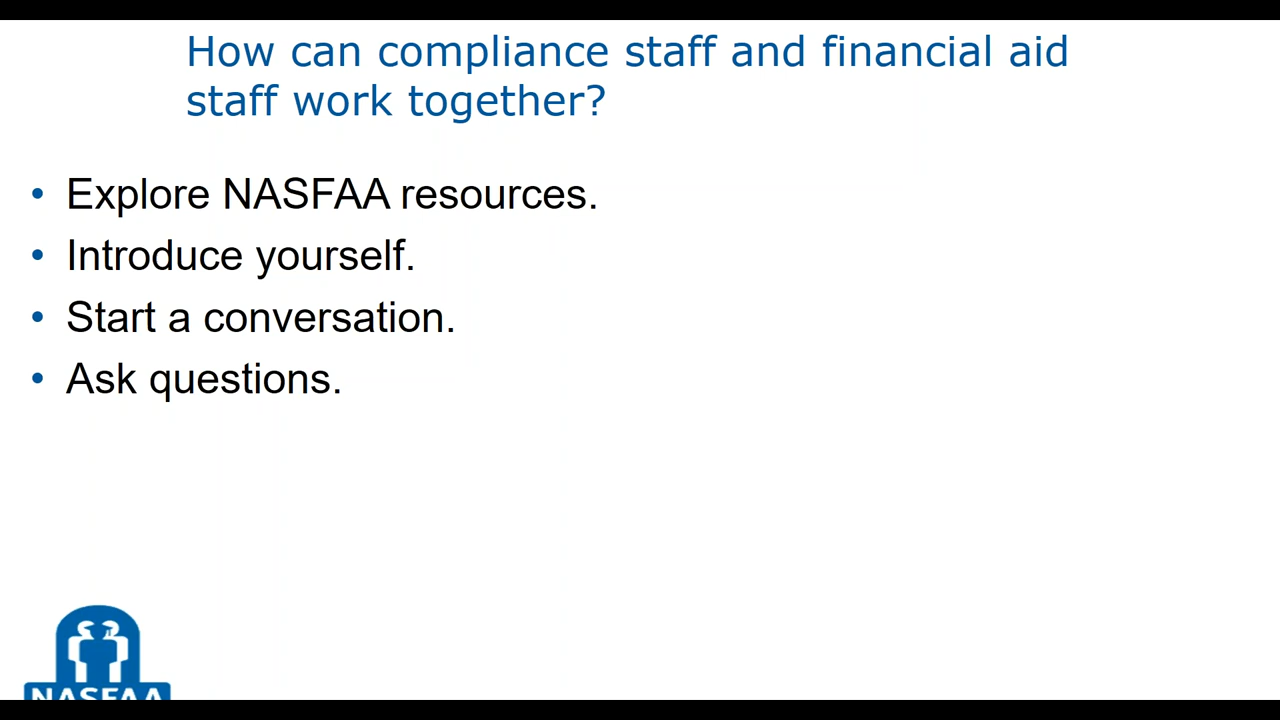 How can compliance staff and financial aid
staff work together?
• Explore NASFAA resources.
• Introduce yourself.
• Start a conversation.
• Ask questions.
NASFAA